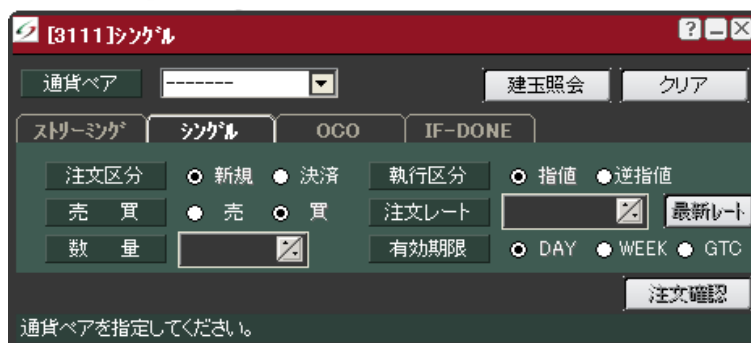 [3111]ｼﾝｸﾞﾙ
通貨ペア ------- 建玉照会 クリア
ｽﾄﾘｰﾐﾝｸﾞ ｼﾝｸﾞﾙ OCO IF-DONE
注文区分 新規 決済 執行区分 指値 逆指値
売 買 売 買 注文レート 最新ﾚｰﾄ
数 量 有効期限 DAY WEEK GTC
注文確認
通貨ペアを指定してください。